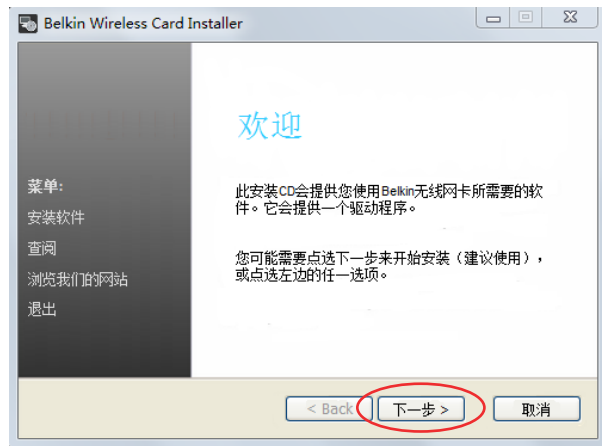 Belkin Wireless Card Installer
欢迎
菜单:
安装软件
查阅
浏览我们的网站
退出
此安装CD会提供您使用Belkin无线网卡所需要的软
件。它会提供一个驱动程序。
您可能需要点选下一步来开始安装（建议使用），
或点选左边的任一选项。
< Back
下一步 >
取消